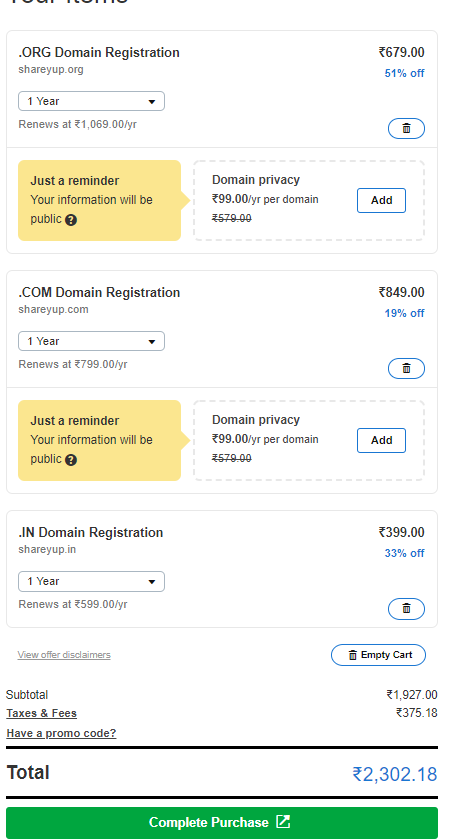 Your Items
.ORG Domain Registration ₹679.00
shareyup.org 51% off
1 Year
Renews at ₹1,069.00/yr
Just a reminder
Your information will be
public ?
Domain privacy
₹99.00/yr per domain
₹579.00
Add
.COM Domain Registration ₹849.00
shareyup.com 19% off
1 Year
Renews at ₹799.00/yr
Just a reminder
Your information will be
public ?
Domain privacy
₹99.00/yr per domain
₹579.00
Add
.IN Domain Registration ₹399.00
shareyup.in 33% off
1 Year
Renews at ₹599.00/yr
View offer disclaimers Empty Cart
Subtotal ₹1,927.00
Taxes & Fees ₹375.18
Have a promo code?
Total ₹2,302.18
Complete Purchase